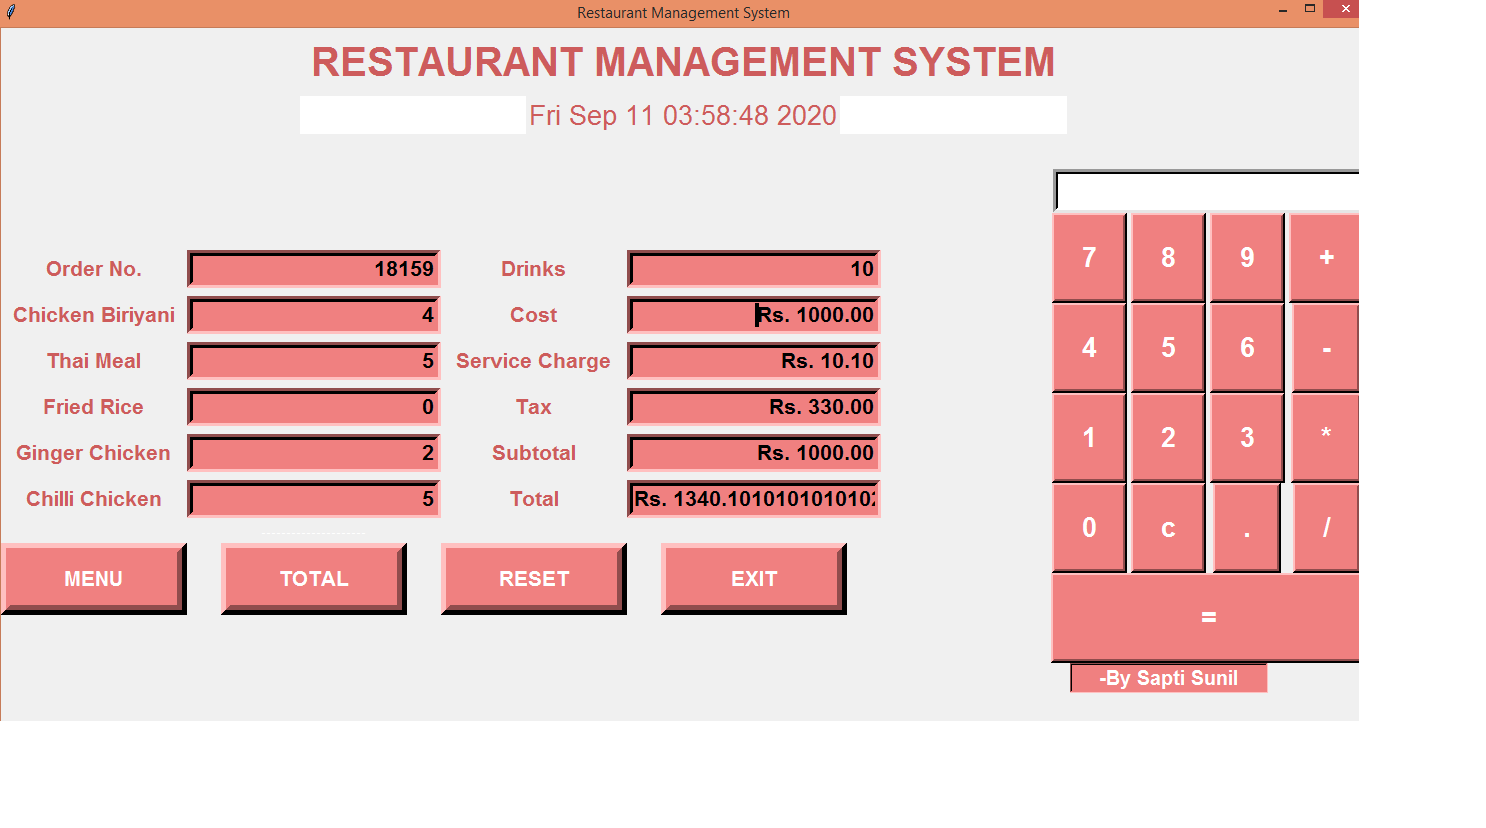 Restaurant Management System
RESTAURANT MANAGEMENT SYSTEM
Fri Sep 11 03:58:48 2020
Order No. 18159 Drinks 10
Chicken Biriyani 4 Cost Rs. 1000.00
Thai Meal 5 Service Charge Rs. 10.10
Fried Rice 0 Tax Rs. 330.00
Ginger Chicken 2 Subtotal Rs. 1000.00
Chilli Chicken 5 Total Rs. 1340.101010101010
MENU TOTAL RESET EXIT
7 8 9 +
4 5 6 -
1 2 3 *
0 c . /
=
-By Sapti Sunil